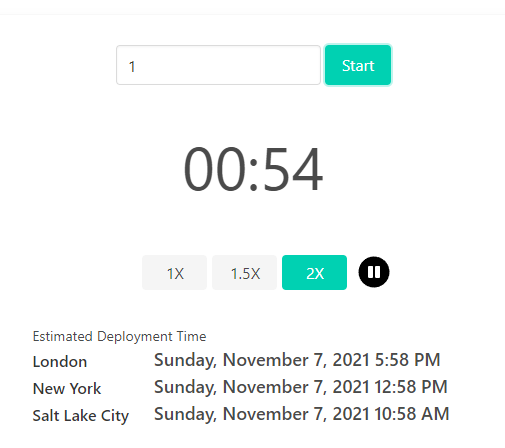 1 Start
00:54
1X 1.5X 2X
Estimated Deployment Time
London Sunday, November 7, 2021 5:58 PM
New York Sunday, November 7, 2021 12:58 PM
Salt Lake City Sunday, November 7, 2021 10:58 AM